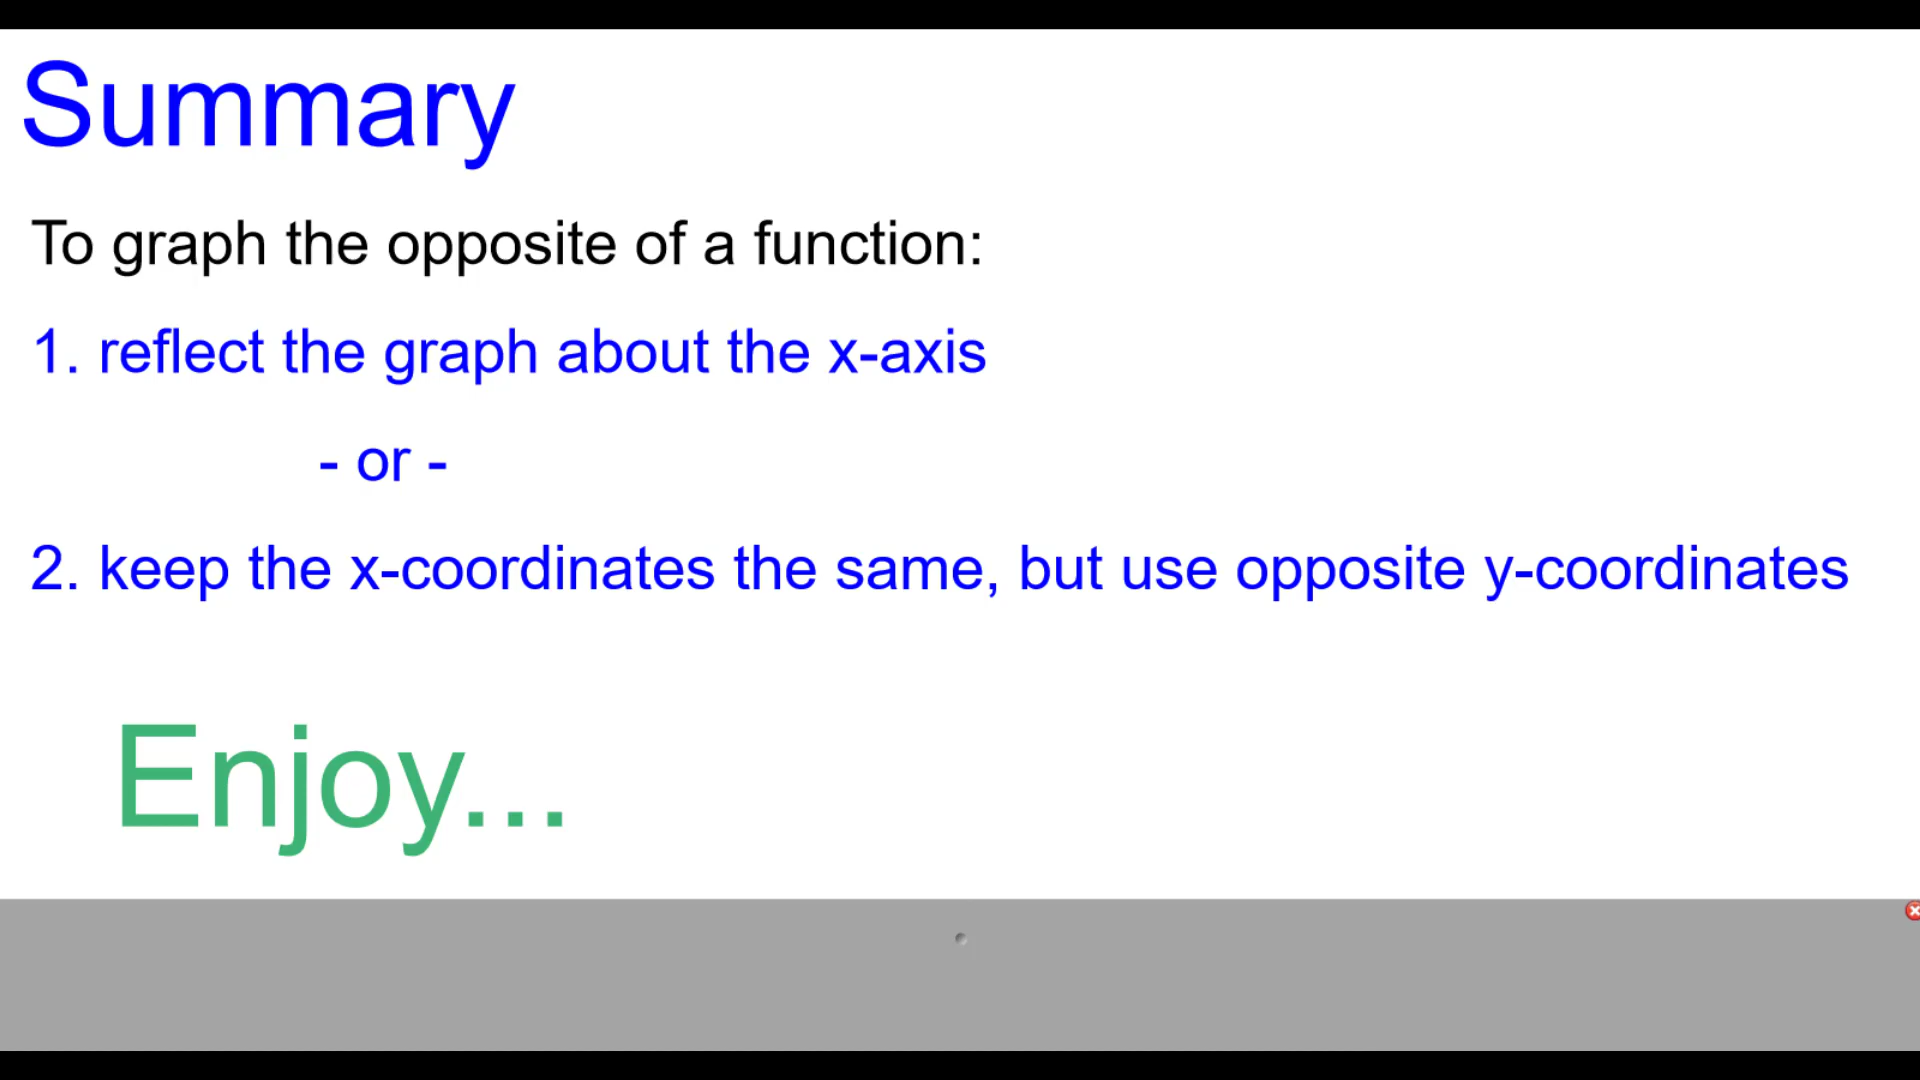 Summary
To graph the opposite of a function:
1. reflect the graph about the x-axis
- or -
2. keep the x-coordinates the same, but use opposite y-coordinates
Enjoy...